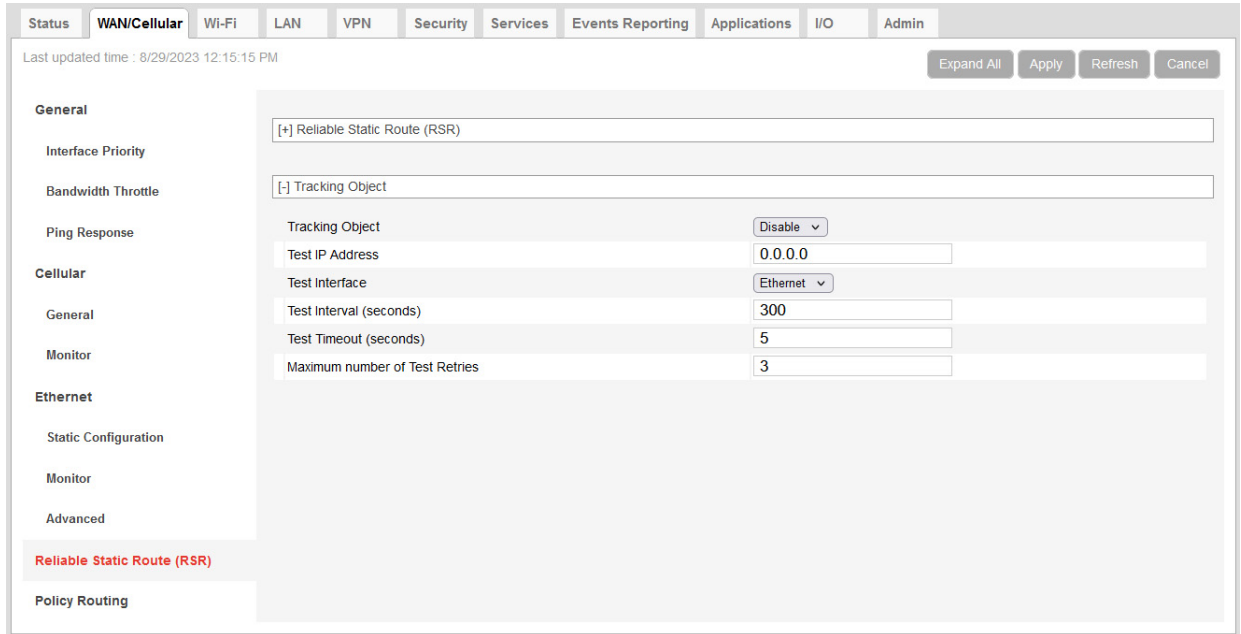 Status WAN/Cellular Wi-Fi LAN VPN Security Services Events Reporting Applications I/O Admin
Last updated time : 8/29/2023 12:15:15 PM
Expand All Apply Refresh Cancel
General
Interface Priority
Bandwidth Throttle
Ping Response
Cellular
General
Monitor
Ethernet
Static Configuration
Monitor
Advanced
Reliable Static Route (RSR)
Policy Routing
[+] Reliable Static Route (RSR)
[-] Tracking Object
Tracking Object Disable
Test IP Address 0.0.0.0
Test Interface Ethernet
Test Interval (seconds) 300
Test Timeout (seconds) 5
Maximum number of Test Retries 3